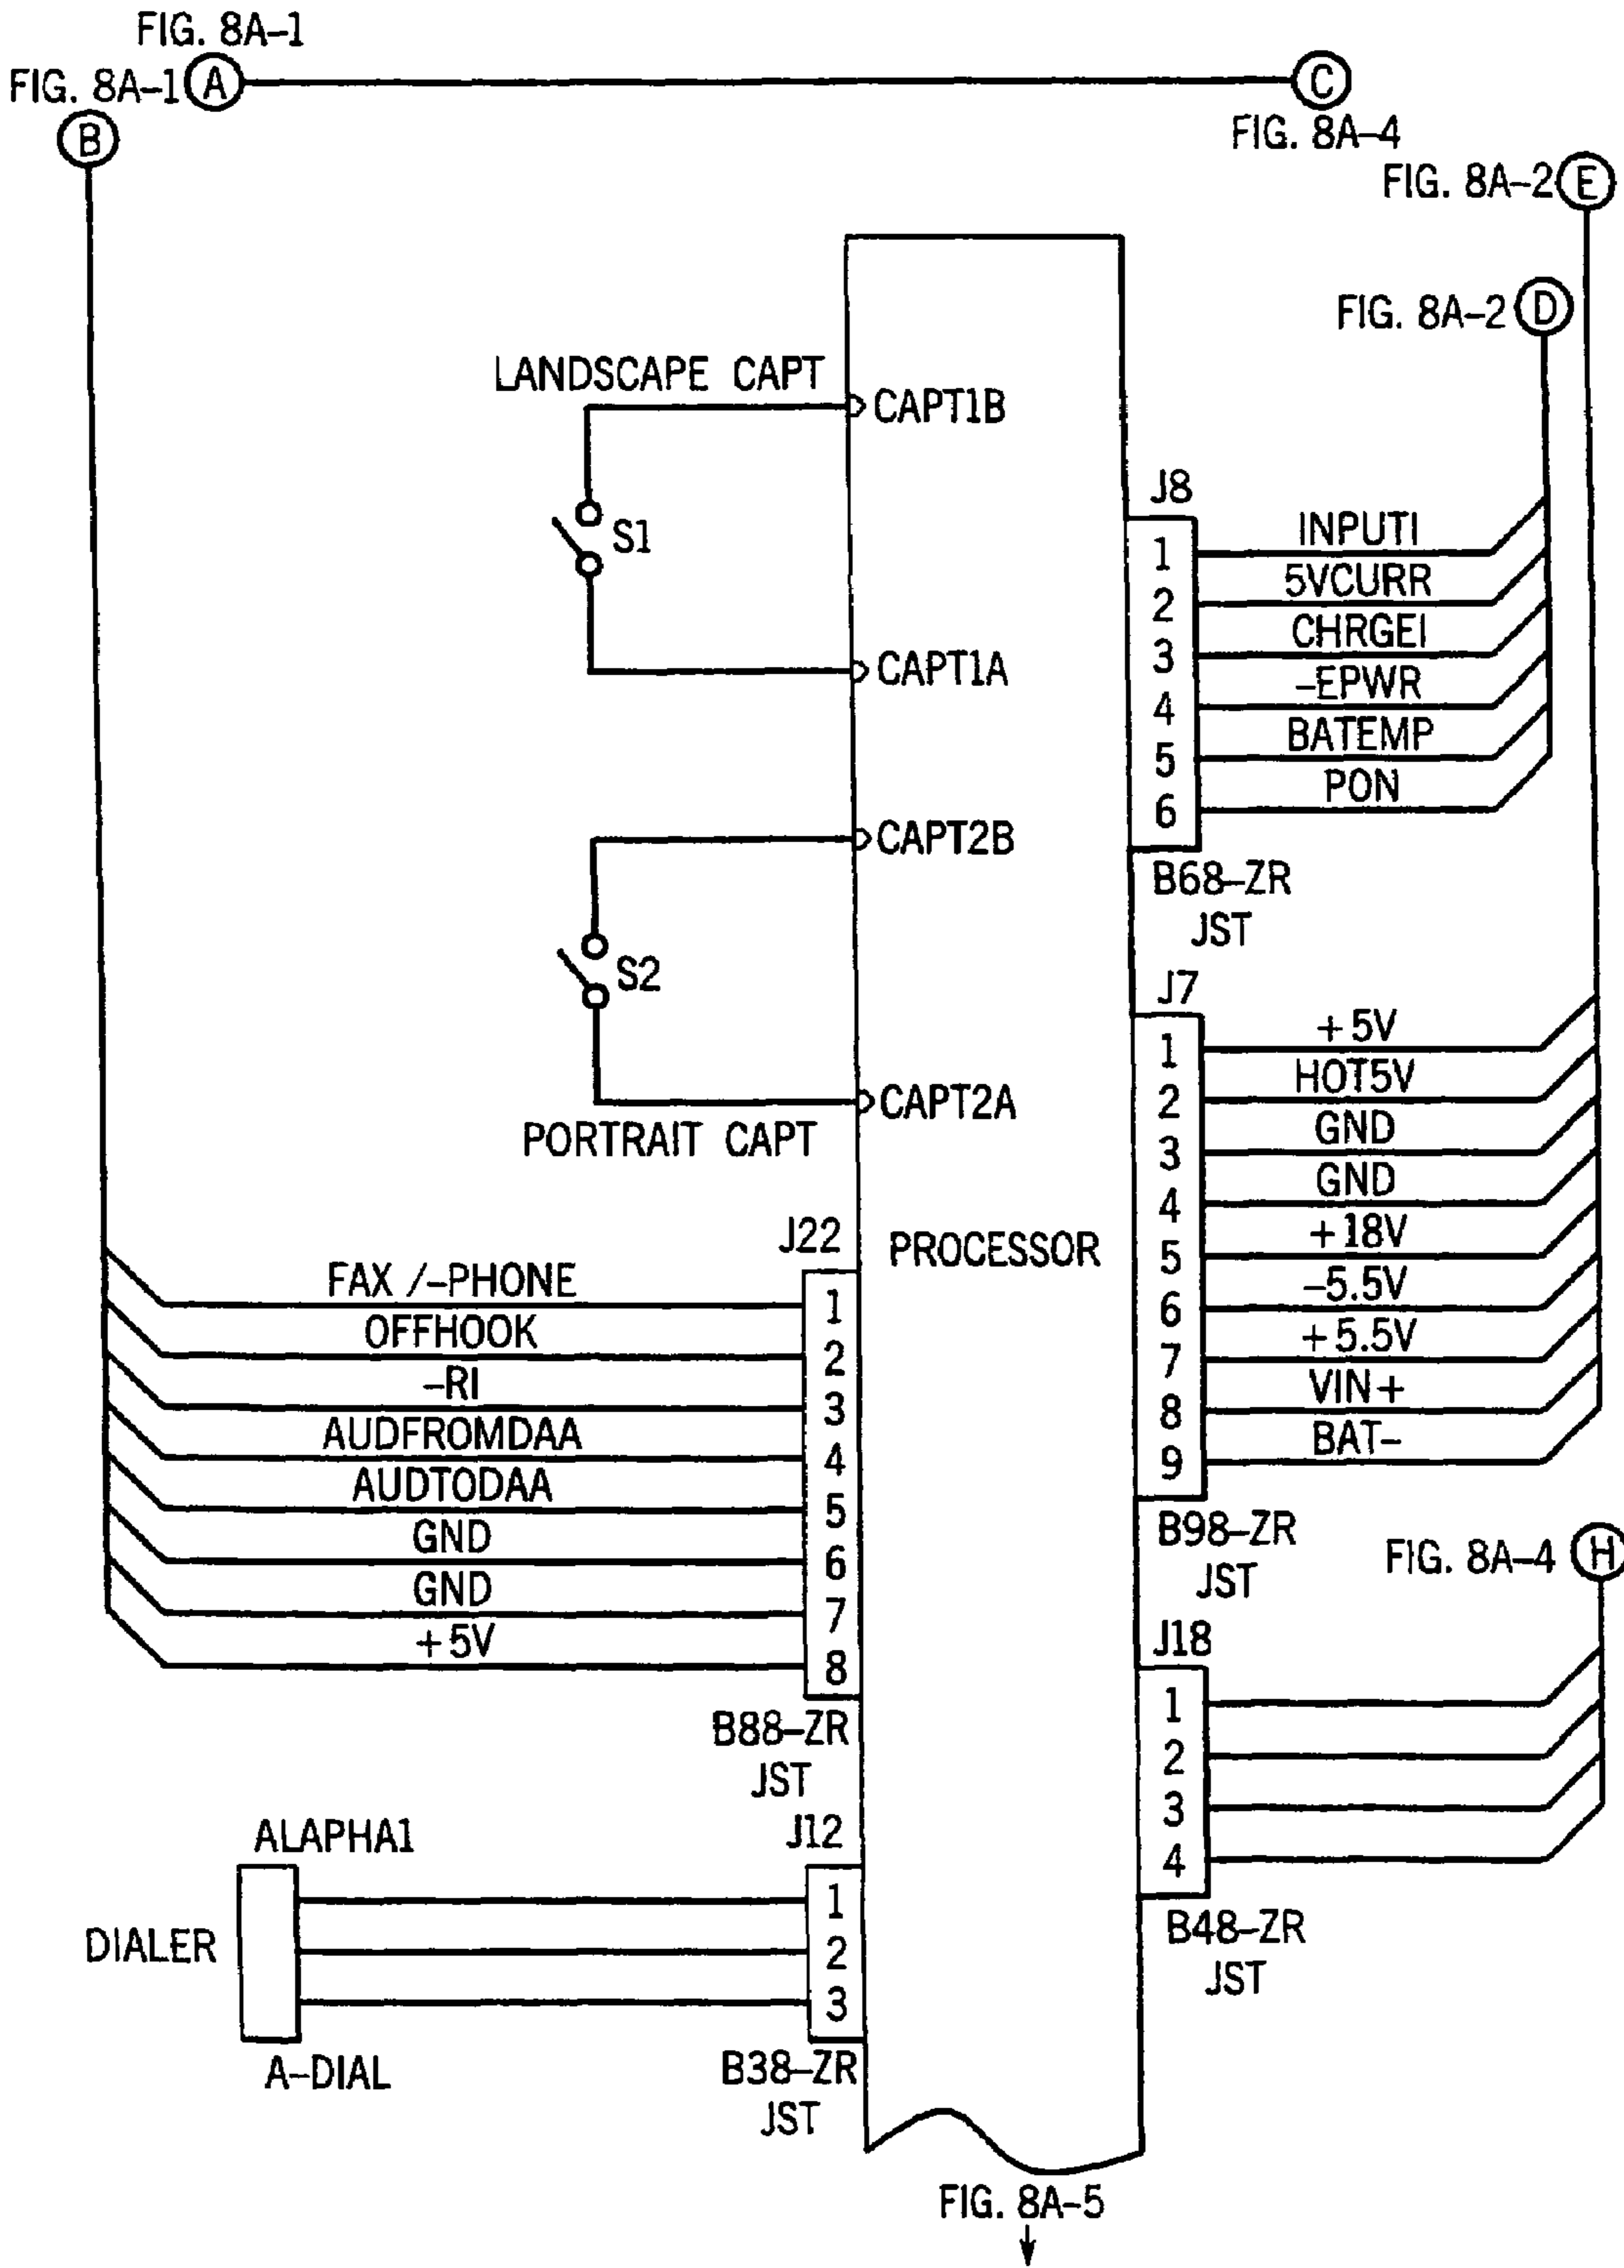 FIG. 8A-1
FIG. 8A-1 A
C
B
FIG. 8A-4
FIG. 8A-2 E
FIG. 8A-2 D
LANDSCAPE CAPT
CAPT1B
S1
CAPT1A
CAPT2B
S2
CAPT2A
PORTRAIT CAPT
PROCESSOR
J8
1 INPUTI
2 5VCURR
3 CHRGEI
4 -EPWR
5 BATEMP
6 PON
B68-ZR
JST
J7
1 +5V
2 HOT5V
3 GND
4 GND
5 +18V
6 -5.5V
7 +5.5V
8 VIN+
9 BAT-
B98-ZR
JST
FIG. 8A-4 H
J18
1
2
3
4
B48-ZR
JST
J22
FAX /-PHONE 1
OFFHOOK 2
-RI 3
AUDFROMDAA 4
AUDTODAA 5
GND 6
GND 7
+5V 8
B88-ZR
JST
J12
ALAPHA1
DIALER
A-DIAL
1
2
3
B38-ZR
JST
FIG. 8A-5